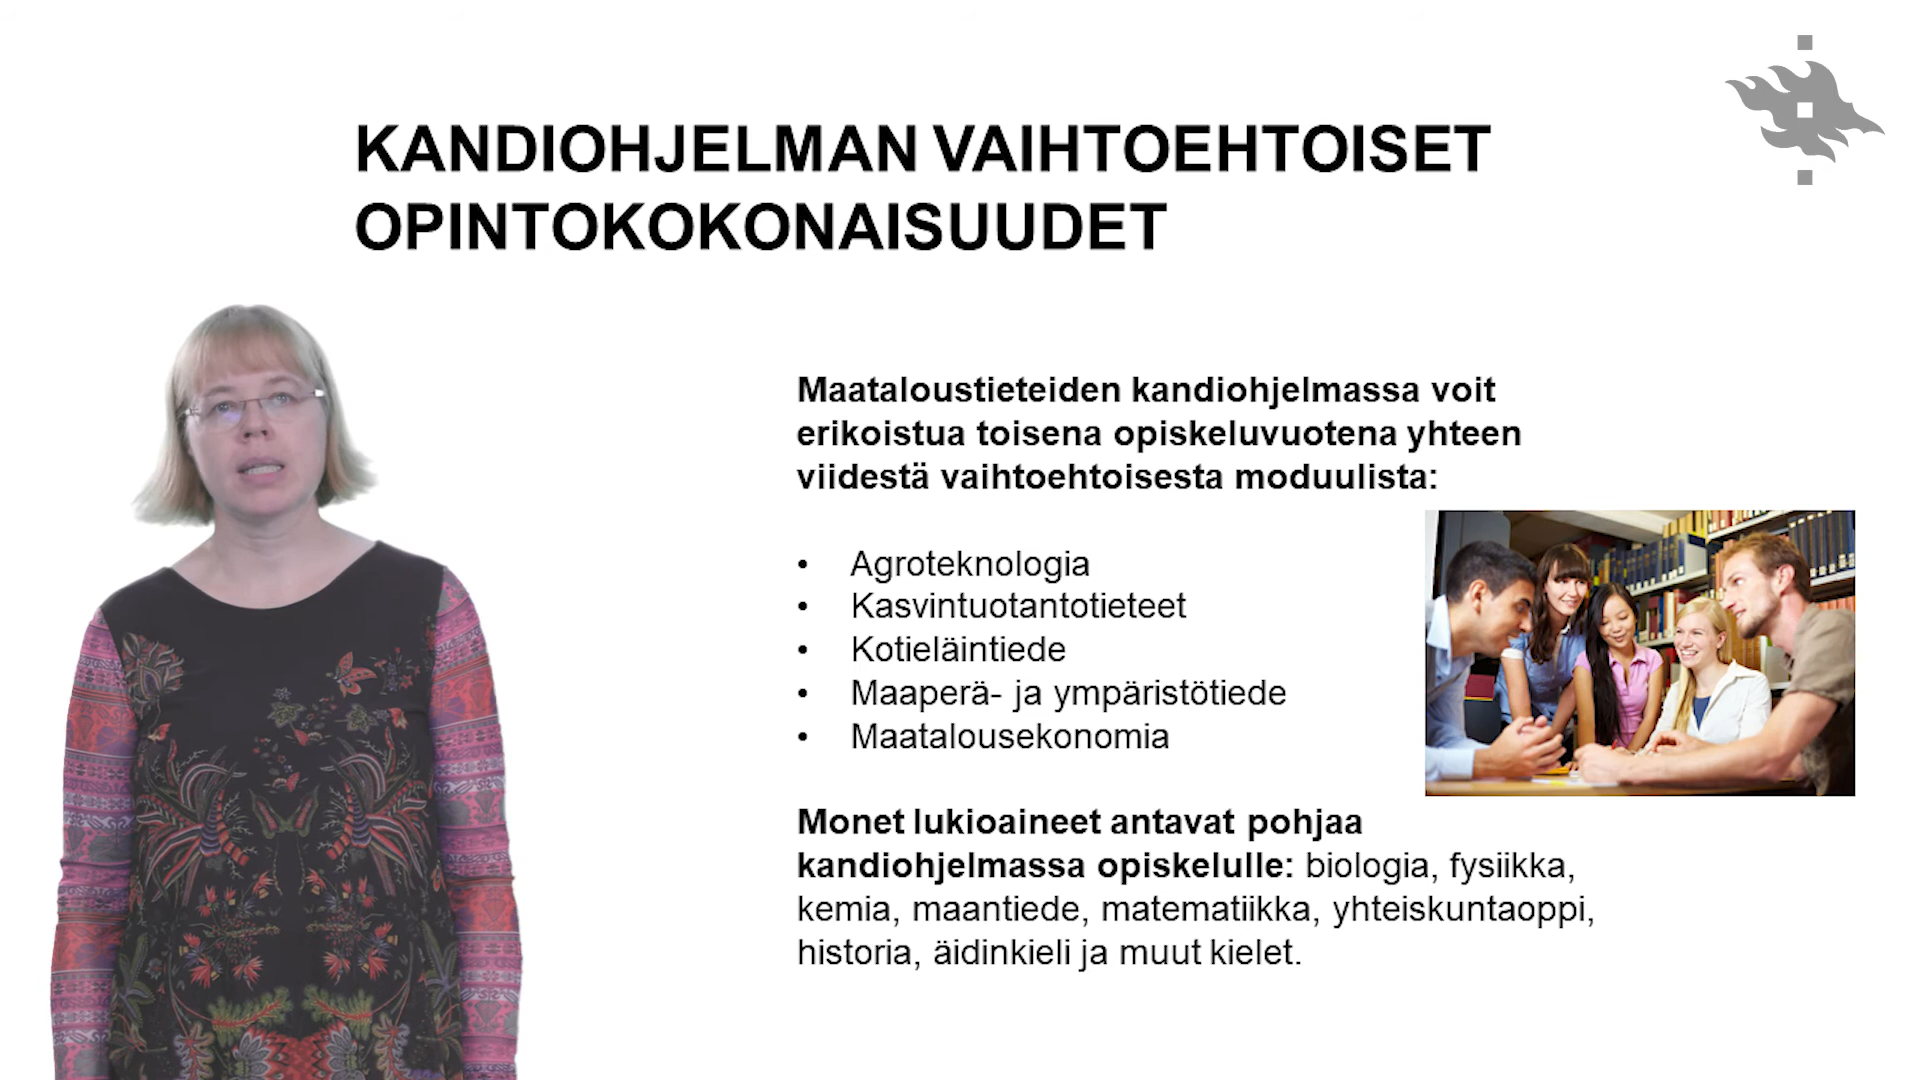 KANDIOHJELMAN VAIHTOEHTOISET
OPINTOKOKONAISUUDET
Maataloustieteiden kandiohjelmassa voit
erikoistua toisena opiskeluvuotena yhteen
viidestä vaihtoehtoisesta moduulista:
• Agroteknologia
• Kasvintuotantotieteet
• Kotieläintiede
• Maaperä- ja ympäristötiede
• Maatalousekonomia
Monet lukioaineet antavat pohjaa
kandiohjelmassa opiskelulle: biologia, fysiikka,
kemia, maantiede, matematiikka, yhteiskuntaoppi,
historia, äidinkieli ja muut kielet.